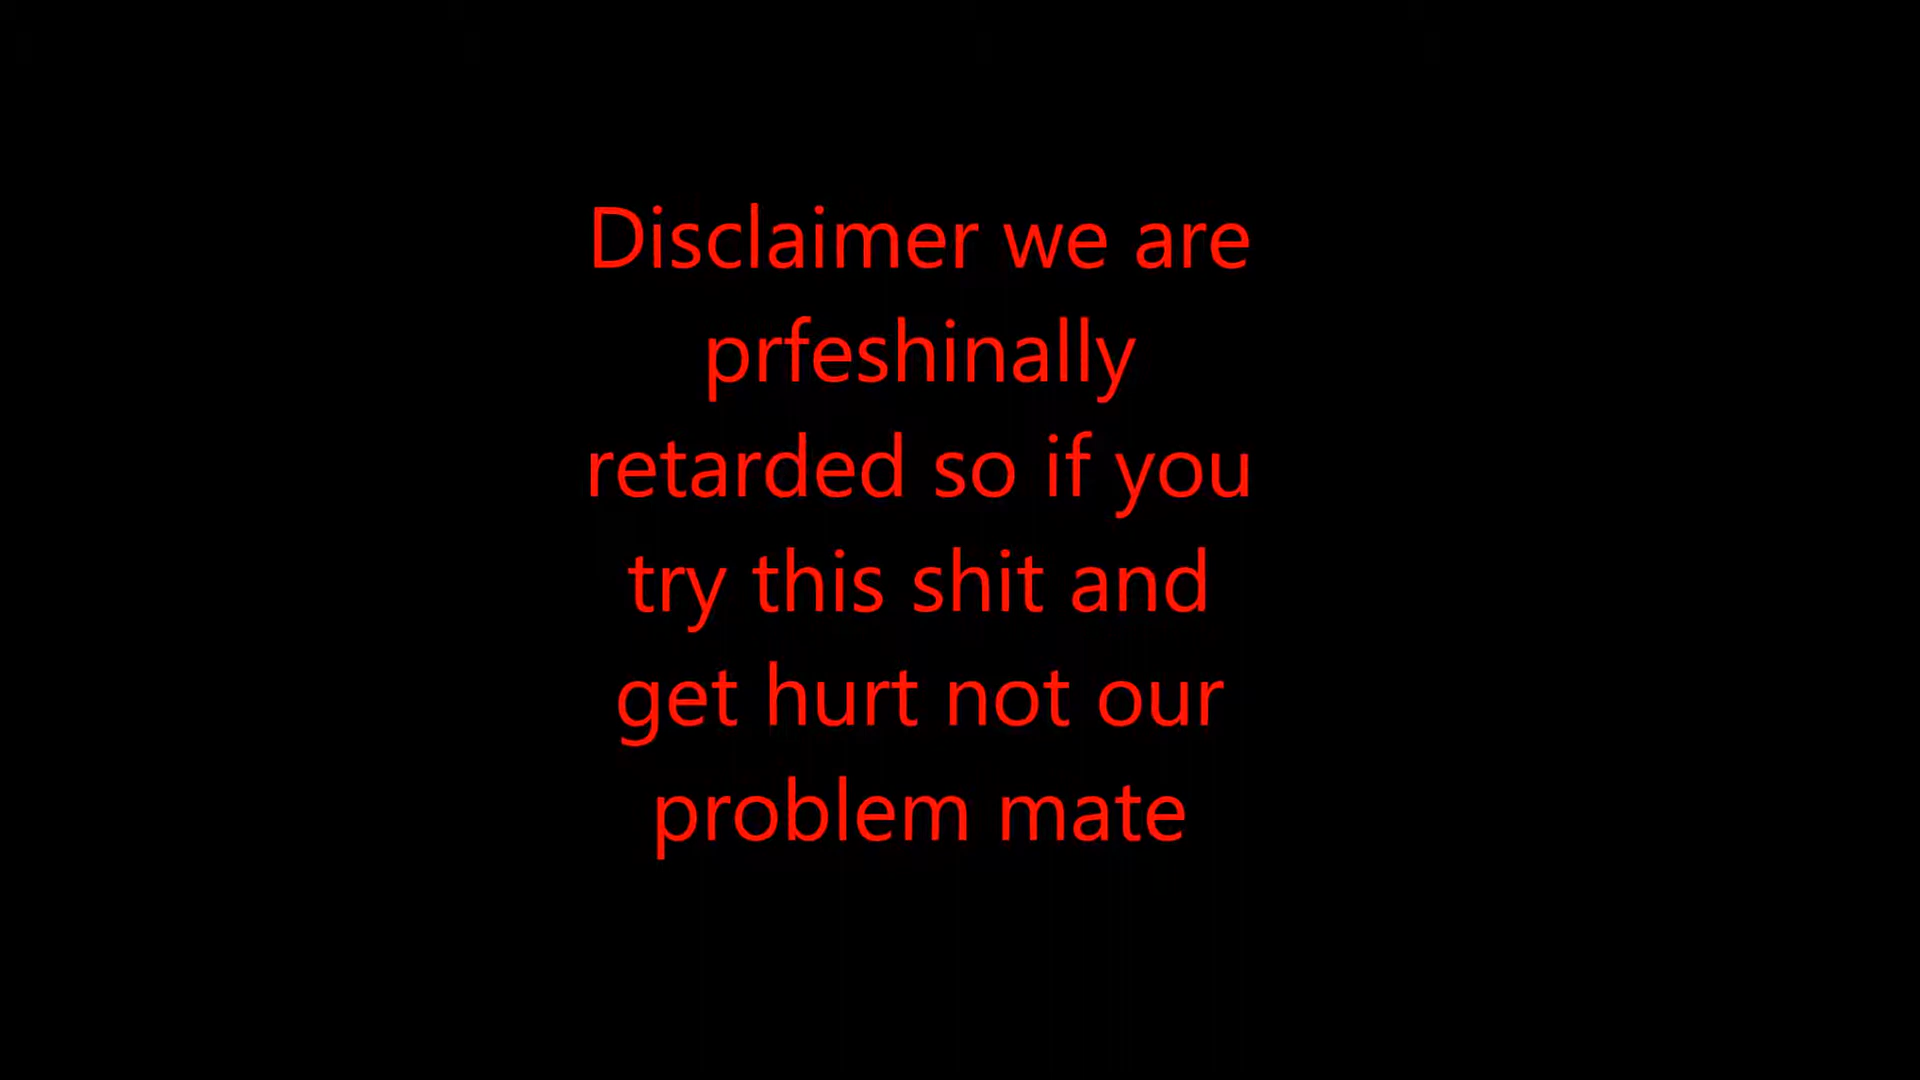 Disclaimer we are
prfeshinally
retarded so if you
try this shit and
get hurt not our
problem mate